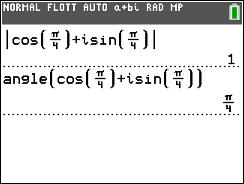 NORMAL FLOTT AUTO a+bi RAD MP
|cos(π/4)+isin(π/4)|
1
angle(cos(π/4)+isin(π/4))
π/4